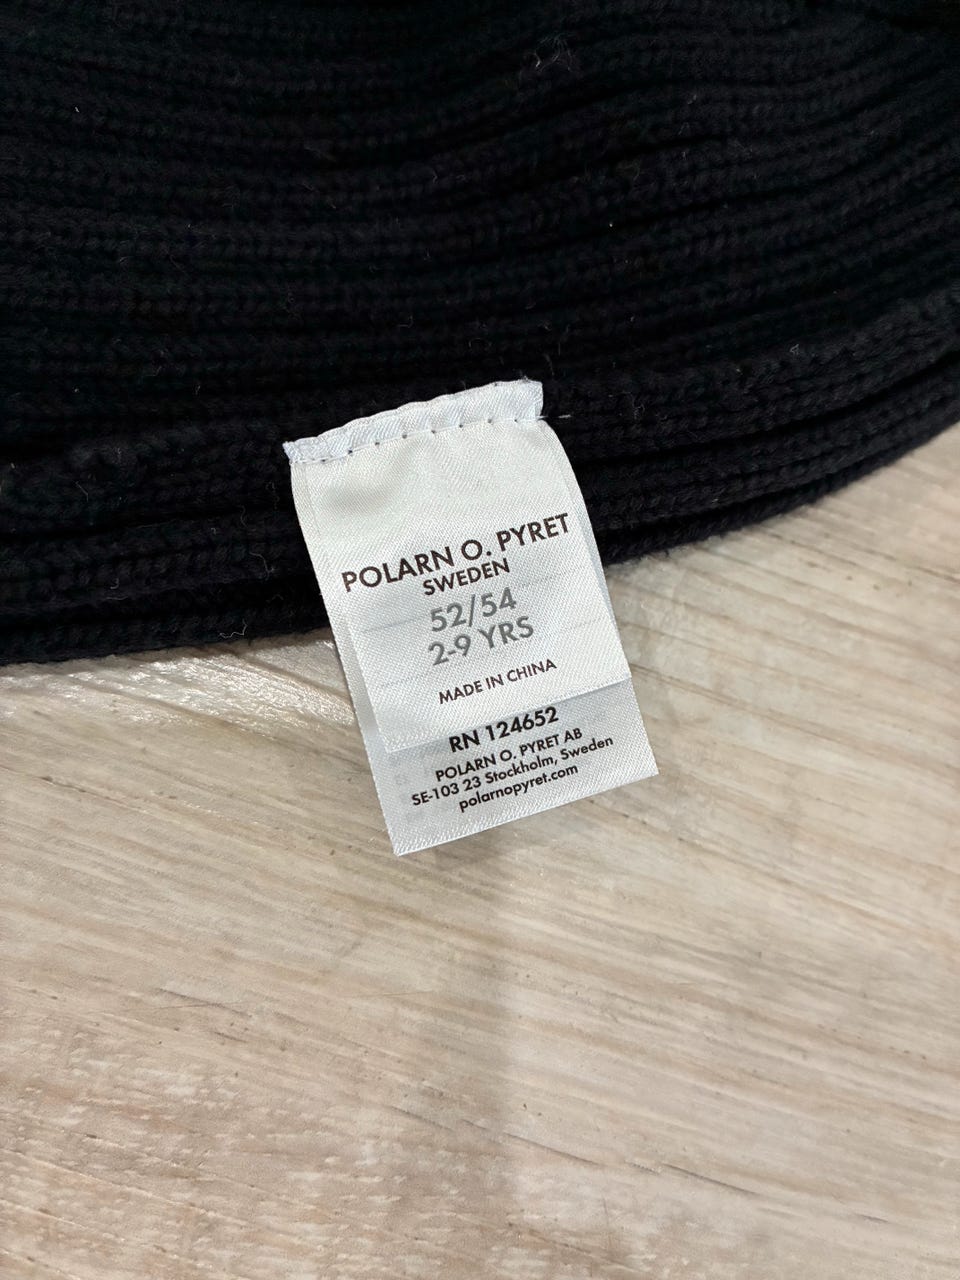 POLARN O. PYRET
SWEDEN
52/54
2-9 YRS
MADE IN CHINA
RN 124652
POLARN O. PYRET AB
SE-103 23 Stockholm, Sweden
polarnopyret.com